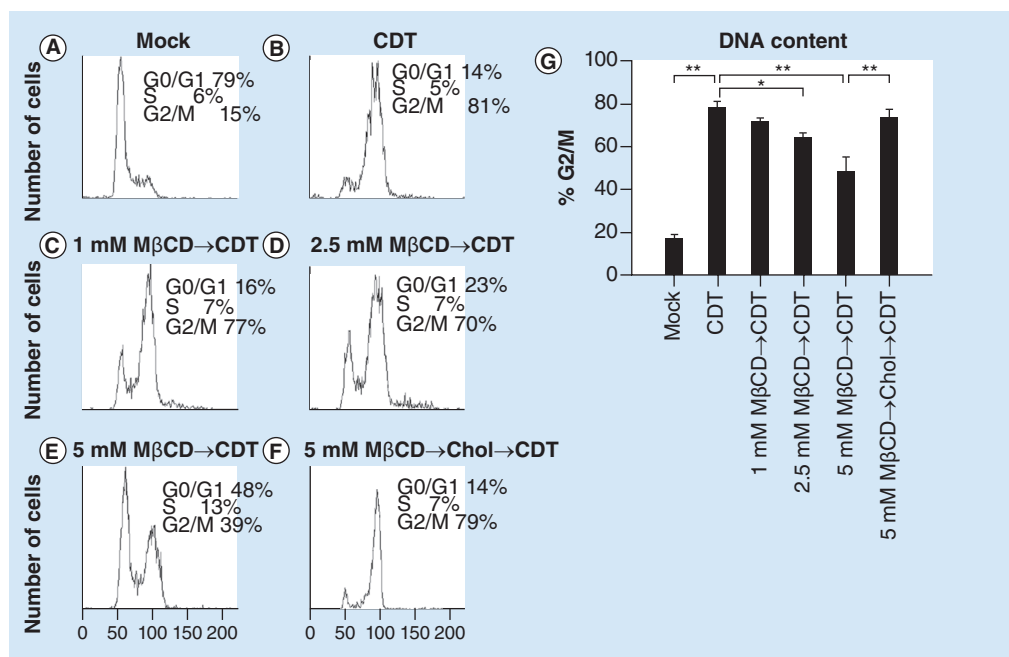 A Mock
Number of cells
G0/G1 79%
S 6%
G2/M 15%
B CDT
G0/G1 14%
S 5%
G2/M 81%
C 1 mM MβCD→CDT
Number of cells
G0/G1 16%
S 7%
G2/M 77%
D 2.5 mM MβCD→CDT
G0/G1 23%
S 7%
G2/M 70%
E 5 mM MβCD→CDT
Number of cells
G0/G1 48%
S 13%
G2/M 39%
0 50 100 150 200
F 5 mM MβCD→Chol→CDT
G0/G1 14%
S 7%
G2/M 79%
0 50 100 150 200
G DNA content
% G2/M
100
80
60
40
20
0
** ** **
*
Mock
CDT
1 mM MβCD→CDT
2.5 mM MβCD→CDT
5 mM MβCD→CDT
5 mM MβCD→Chol→CDT